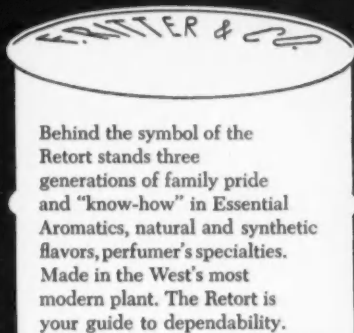 F. RITTER & CO.
Behind the symbol of the
Retort stands three
generations of family pride
and "know-how" in Essential
Aromatics, natural and synthetic
flavors, perfumer's specialties.
Made in the West's most
modern plant. The Retort is
your guide to dependability.